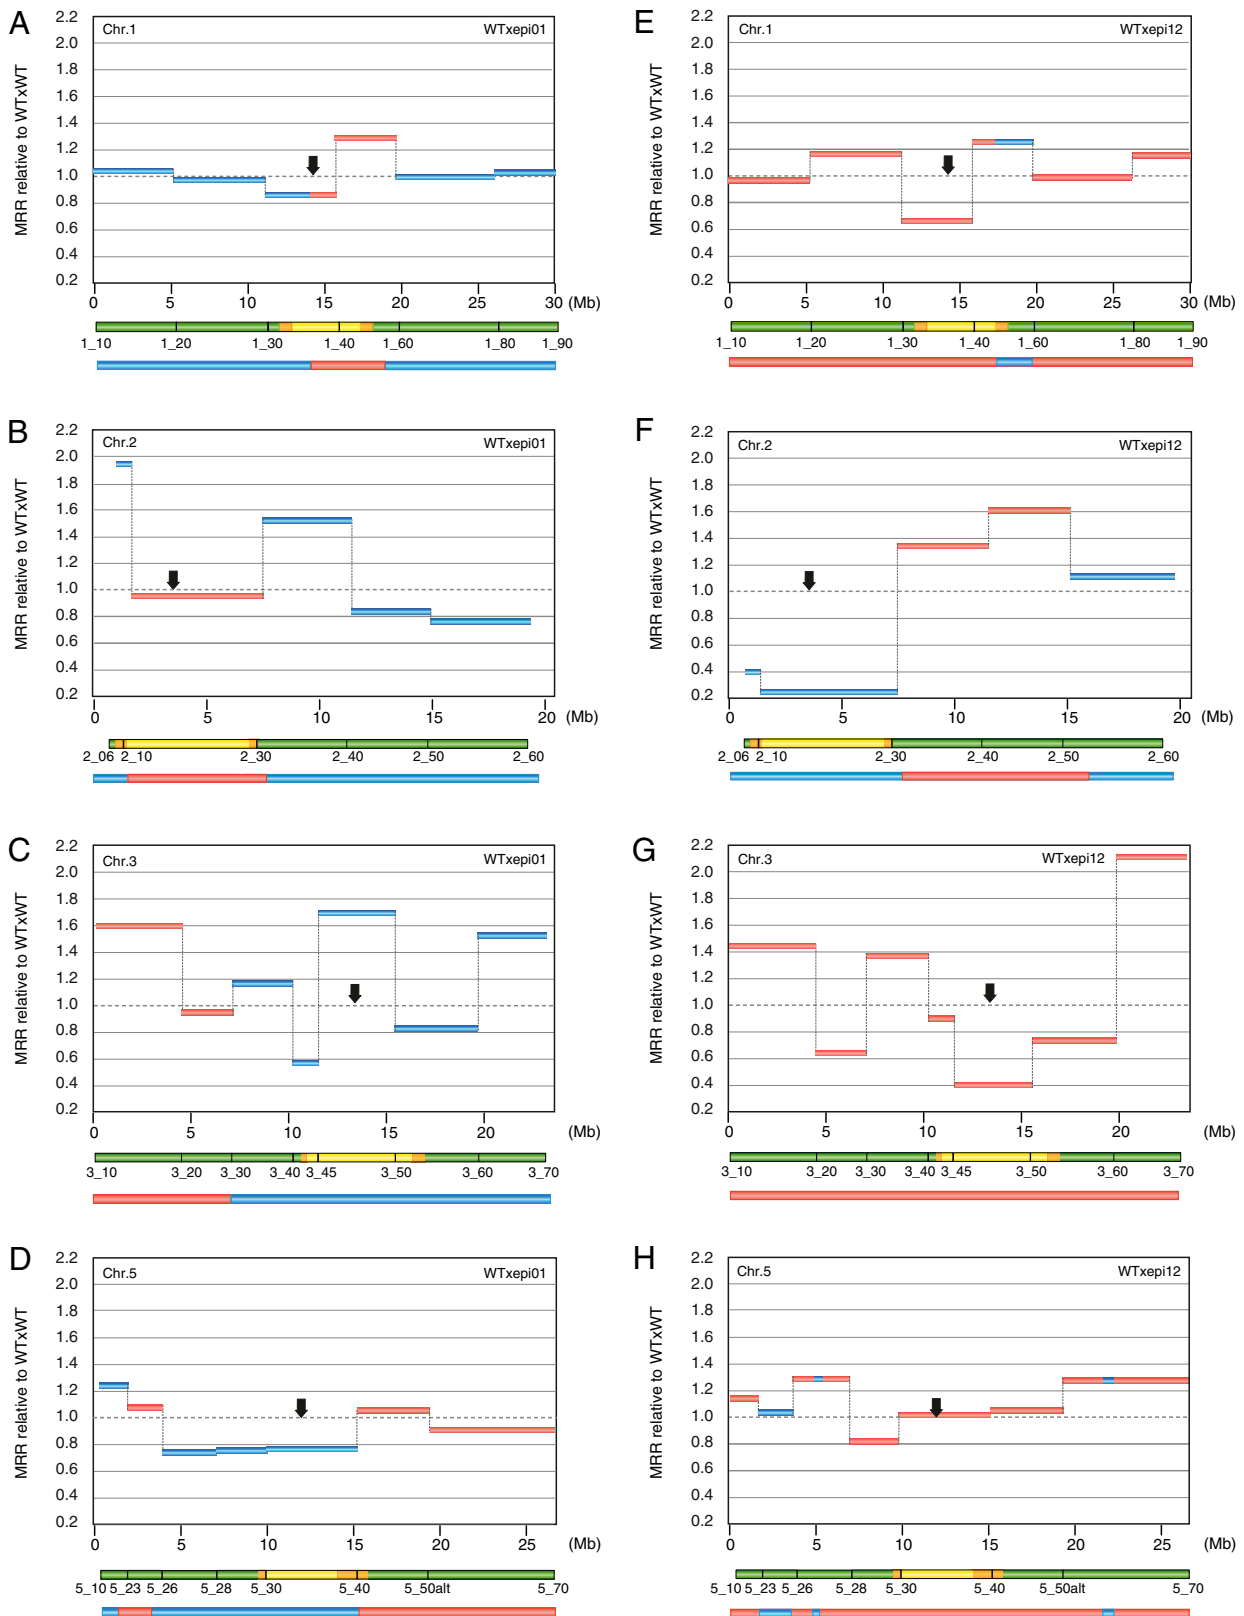 A
MRR relative to WTxWT
2.2
2.0
1.8
1.6
1.4
1.2
1.0
0.8
0.6
0.4
0.2
Chr.1 WTxepi01
0 5 10 15 20 25 30 (Mb)
1_10 1_20 1_30 1_40 1_60 1_80 1_90
B
MRR relative to WTxWT
2.2
2.0
1.8
1.6
1.4
1.2
1.0
0.8
0.6
0.4
0.2
Chr.2 WTxepi01
0 5 10 15 20 (Mb)
2_06 2_10 2_30 2_40 2_50 2_60
C
MRR relative to WTxWT
2.2
2.0
1.8
1.6
1.4
1.2
1.0
0.8
0.6
0.4
0.2
Chr.3 WTxepi01
0 5 10 15 20 (Mb)
3_10 3_20 3_30 3_40 3_45 3_50 3_60 3_70
D
MRR relative to WTxWT
2.2
2.0
1.8
1.6
1.4
1.2
1.0
0.8
0.6
0.4
0.2
Chr.5 WTxepi01
0 5 10 15 20 25 (Mb)
5_10 5_23 5_26 5_28 5_30 5_40 5_50alt 5_70
E
MRR relative to WTxWT
2.2
2.0
1.8
1.6
1.4
1.2
1.0
0.8
0.6
0.4
0.2
Chr.1 WTxepi12
0 5 10 15 20 25 30 (Mb)
1_10 1_20 1_30 1_40 1_60 1_80 1_90
F
MRR relative to WTxWT
2.2
2.0
1.8
1.6
1.4
1.2
1.0
0.8
0.6
0.4
0.2
Chr.2 WTxepi12
0 5 10 15 20 (Mb)
2_06 2_10 2_30 2_40 2_50 2_60
G
MRR relative to WTxWT
2.2
2.0
1.8
1.6
1.4
1.2
1.0
0.8
0.6
0.4
0.2
Chr.3 WTxepi12
0 5 10 15 20 (Mb)
3_10 3_20 3_30 3_40 3_45 3_50 3_60 3_70
H
MRR relative to WTxWT
2.2
2.0
1.8
1.6
1.4
1.2
1.0
0.8
0.6
0.4
0.2
Chr.5 WTxepi12
0 5 10 15 20 25 (Mb)
5_10 5_23 5_26 5_28 5_30 5_40 5_50alt 5_70